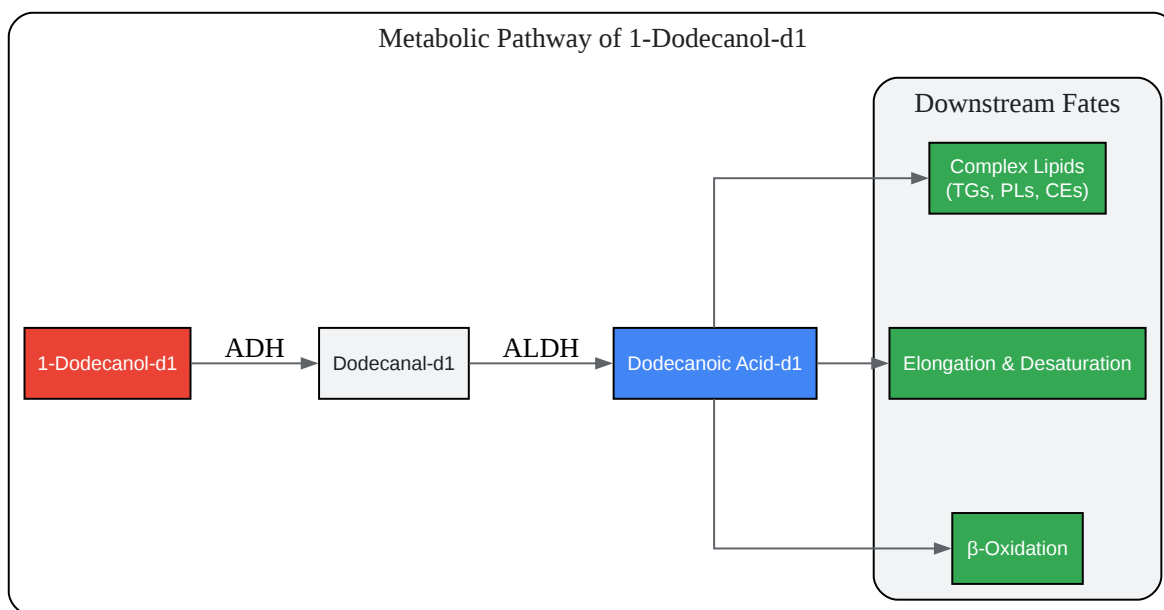 Metabolic Pathway of 1-Dodecanol-d1
Downstream Fates
Complex Lipids
(TGs, PLs, CEs)
1-Dodecanol-d1
ADH
Dodecanal-d1
ALDH
Dodecanoic Acid-d1
Elongation & Desaturation
β-Oxidation